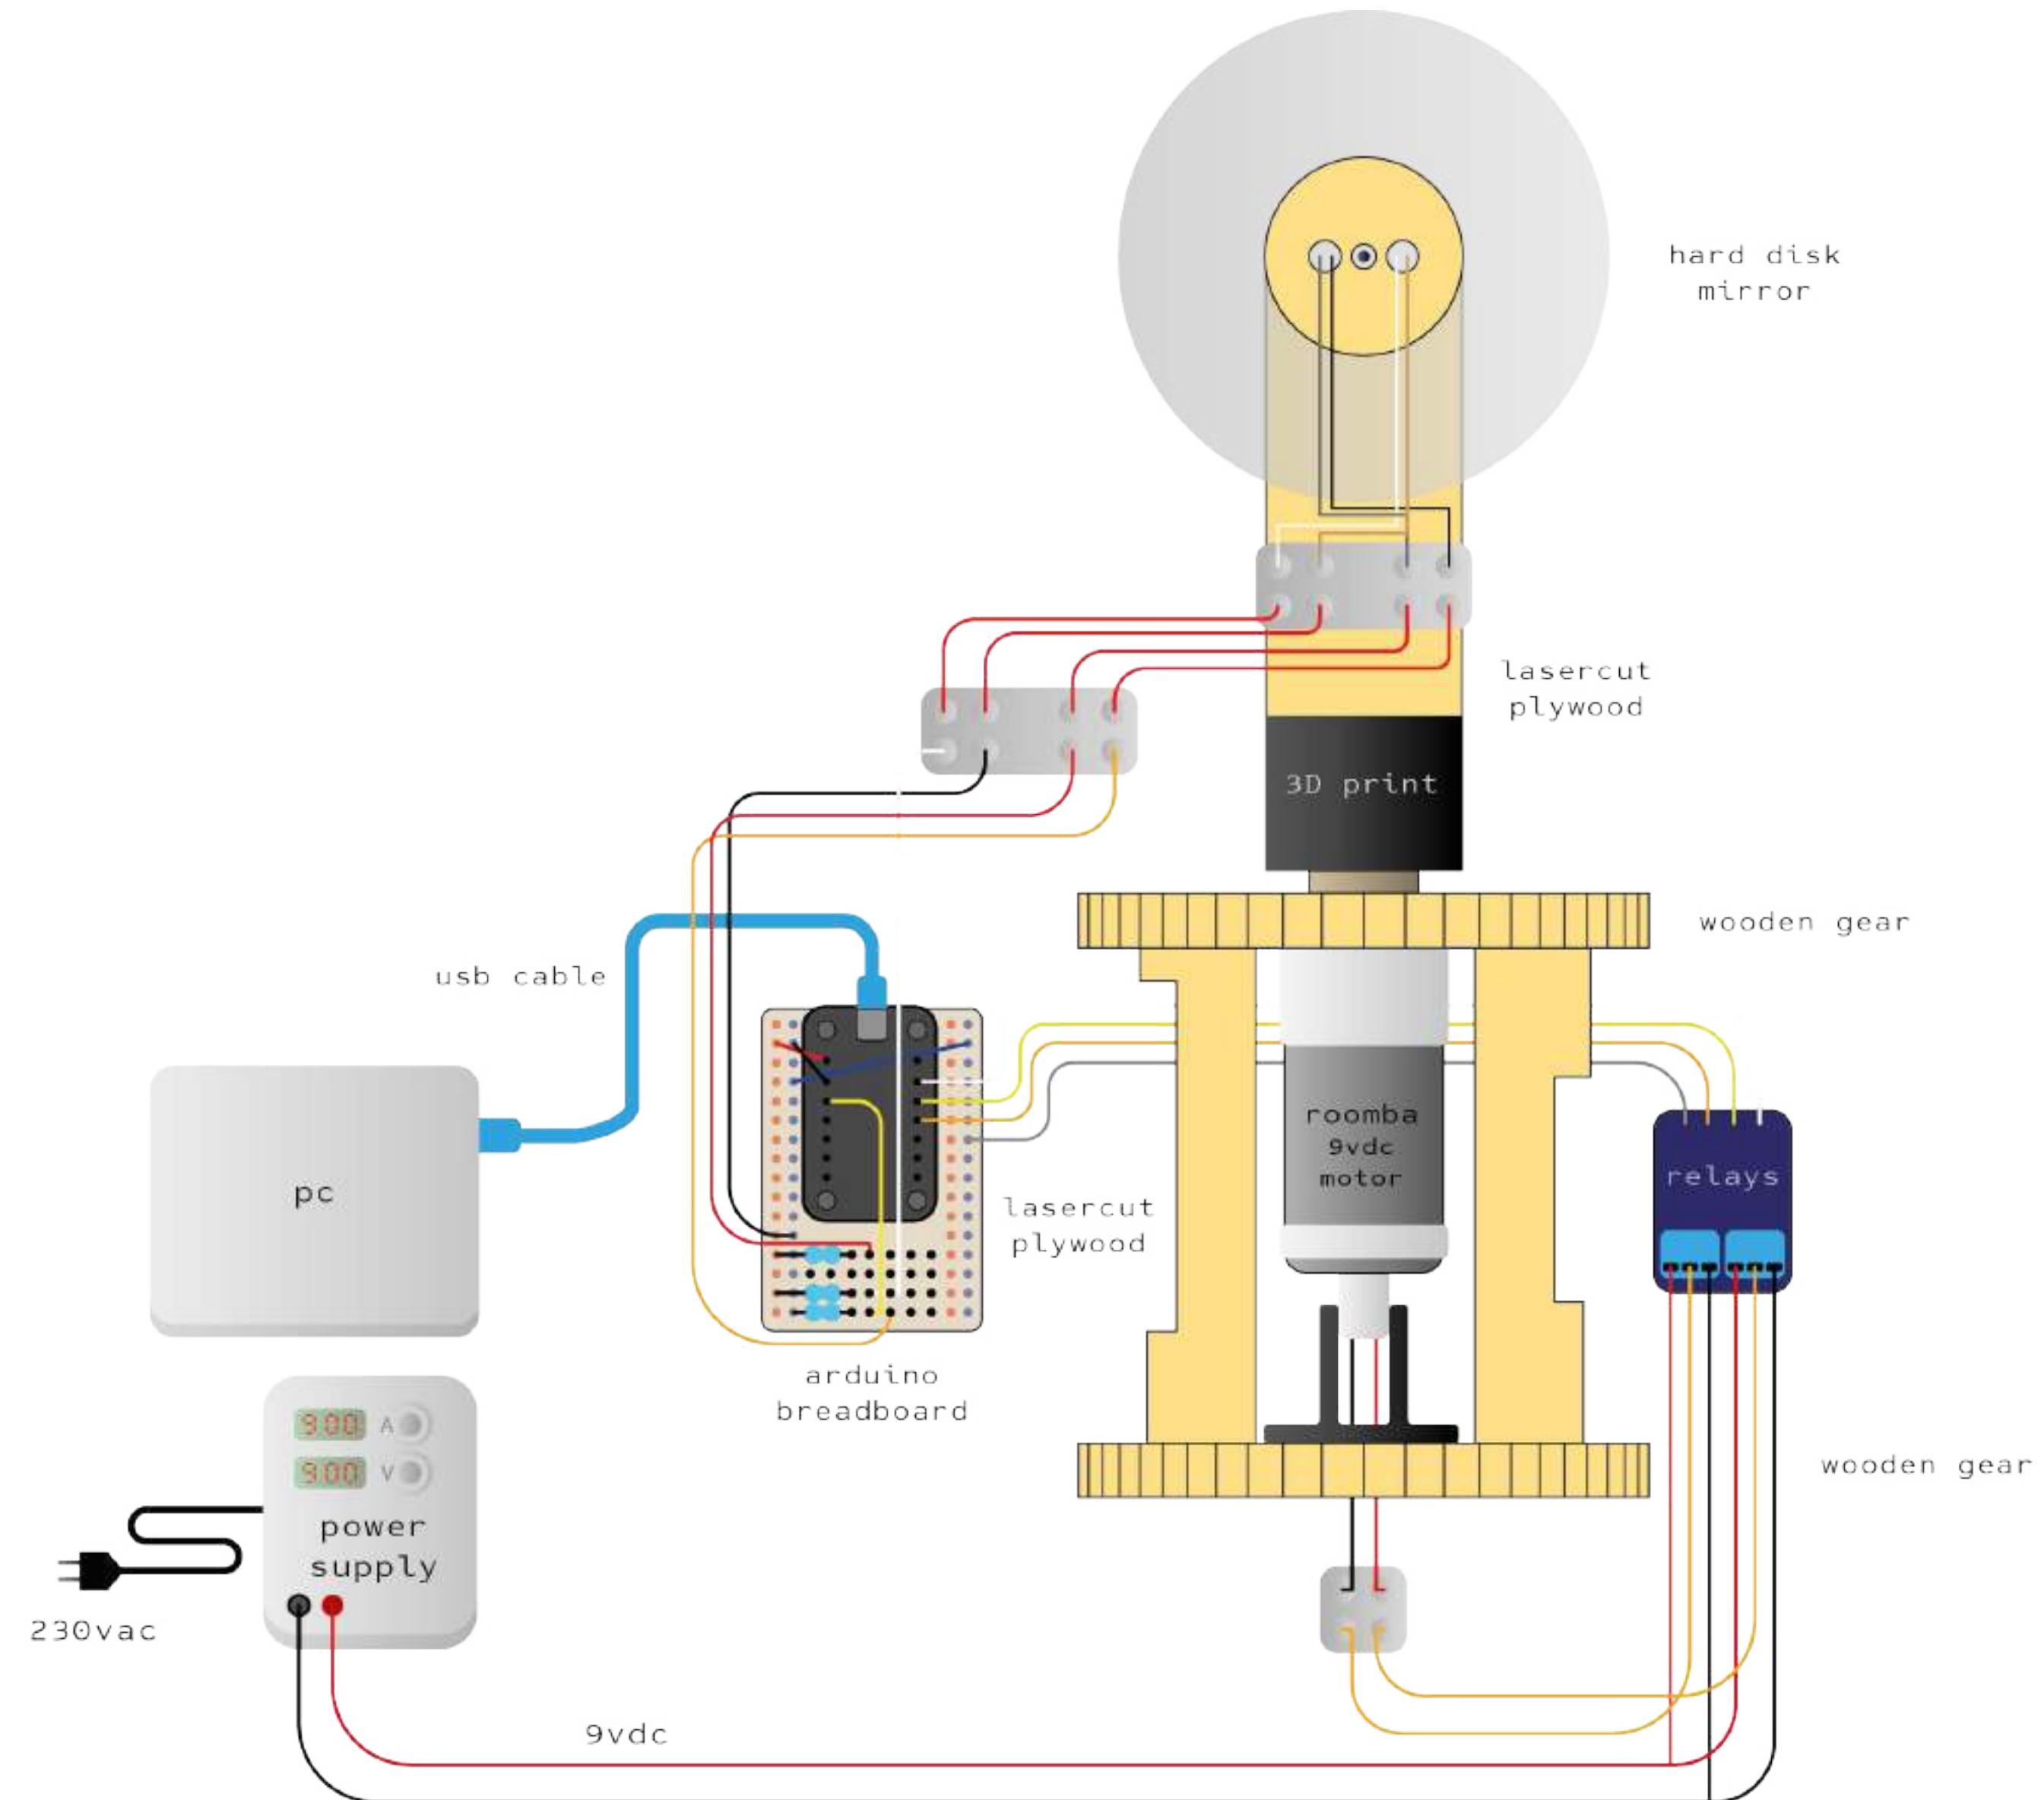 hard disk
mirror
lasercut
plywood
3D print
wooden gear
usb cable
roomba
9vdc
motor
relays
pc
lasercut
plywood
arduino
breadboard
9.00 A
9.00 V
wooden gear
power
supply
230vac
9vdc